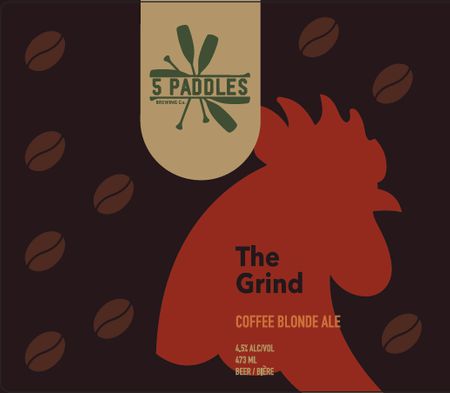 5 PADDLES
BREWING Co.
The
Grind
COFFEE BLONDE ALE
4,5% ALC/VOL
473 ML
BEER / BIÈRE